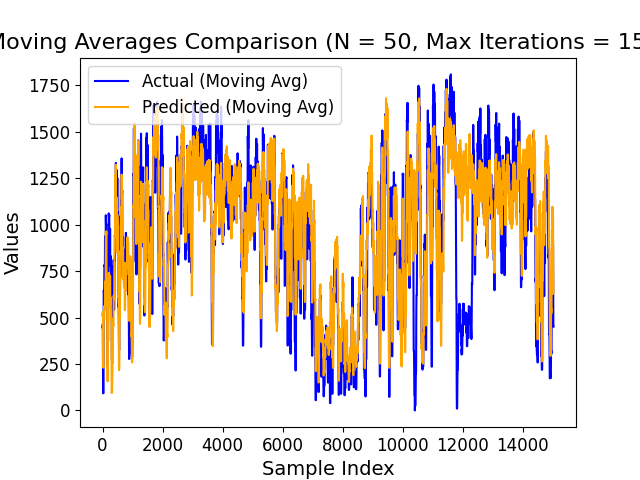 Moving Averages Comparison (N = 50, Max Iterations = 15
Actual (Moving Avg)
Predicted (Moving Avg)
Values
1750
1500
1250
1000
750
500
250
0
0 2000 4000 6000 8000 10000 12000 14000
Sample Index